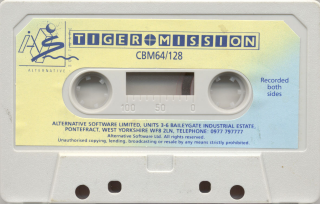 TIGER MISSION
CBM64/128
ALTERNATIVE
Recorded
both
sides
100 50 0
ALTERNATIVE SOFTWARE LIMITED, UNITS 3-6 BAILEYGATE INDUSTRIAL ESTATE,
PONTEFRACT, WEST YORKSHIRE WF8 2LN, TELEPHONE: 0977 797777
Alternative Software Ltd. All rights reserved.
Unauthorised copying, lending, broadcasting or resale by any means strictly prohibited.